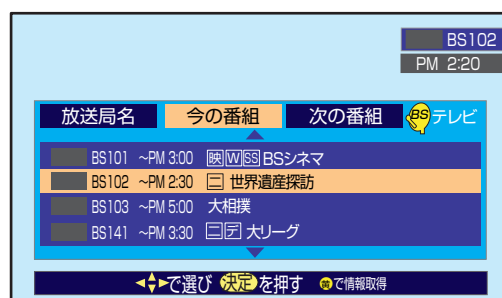 BS102
PM 2:20
放送局名 今の番組 次の番組 BSテレビ
BS101 ~PM 3:00 映 W SS BSシネマ
BS102 ~PM 2:30 二 世界遺産探訪
BS103 ~PM 5:00 大相撲
BS141 ~PM 3:30 二 デ 大リーグ
で選び 決定 を押す 黄で情報取得